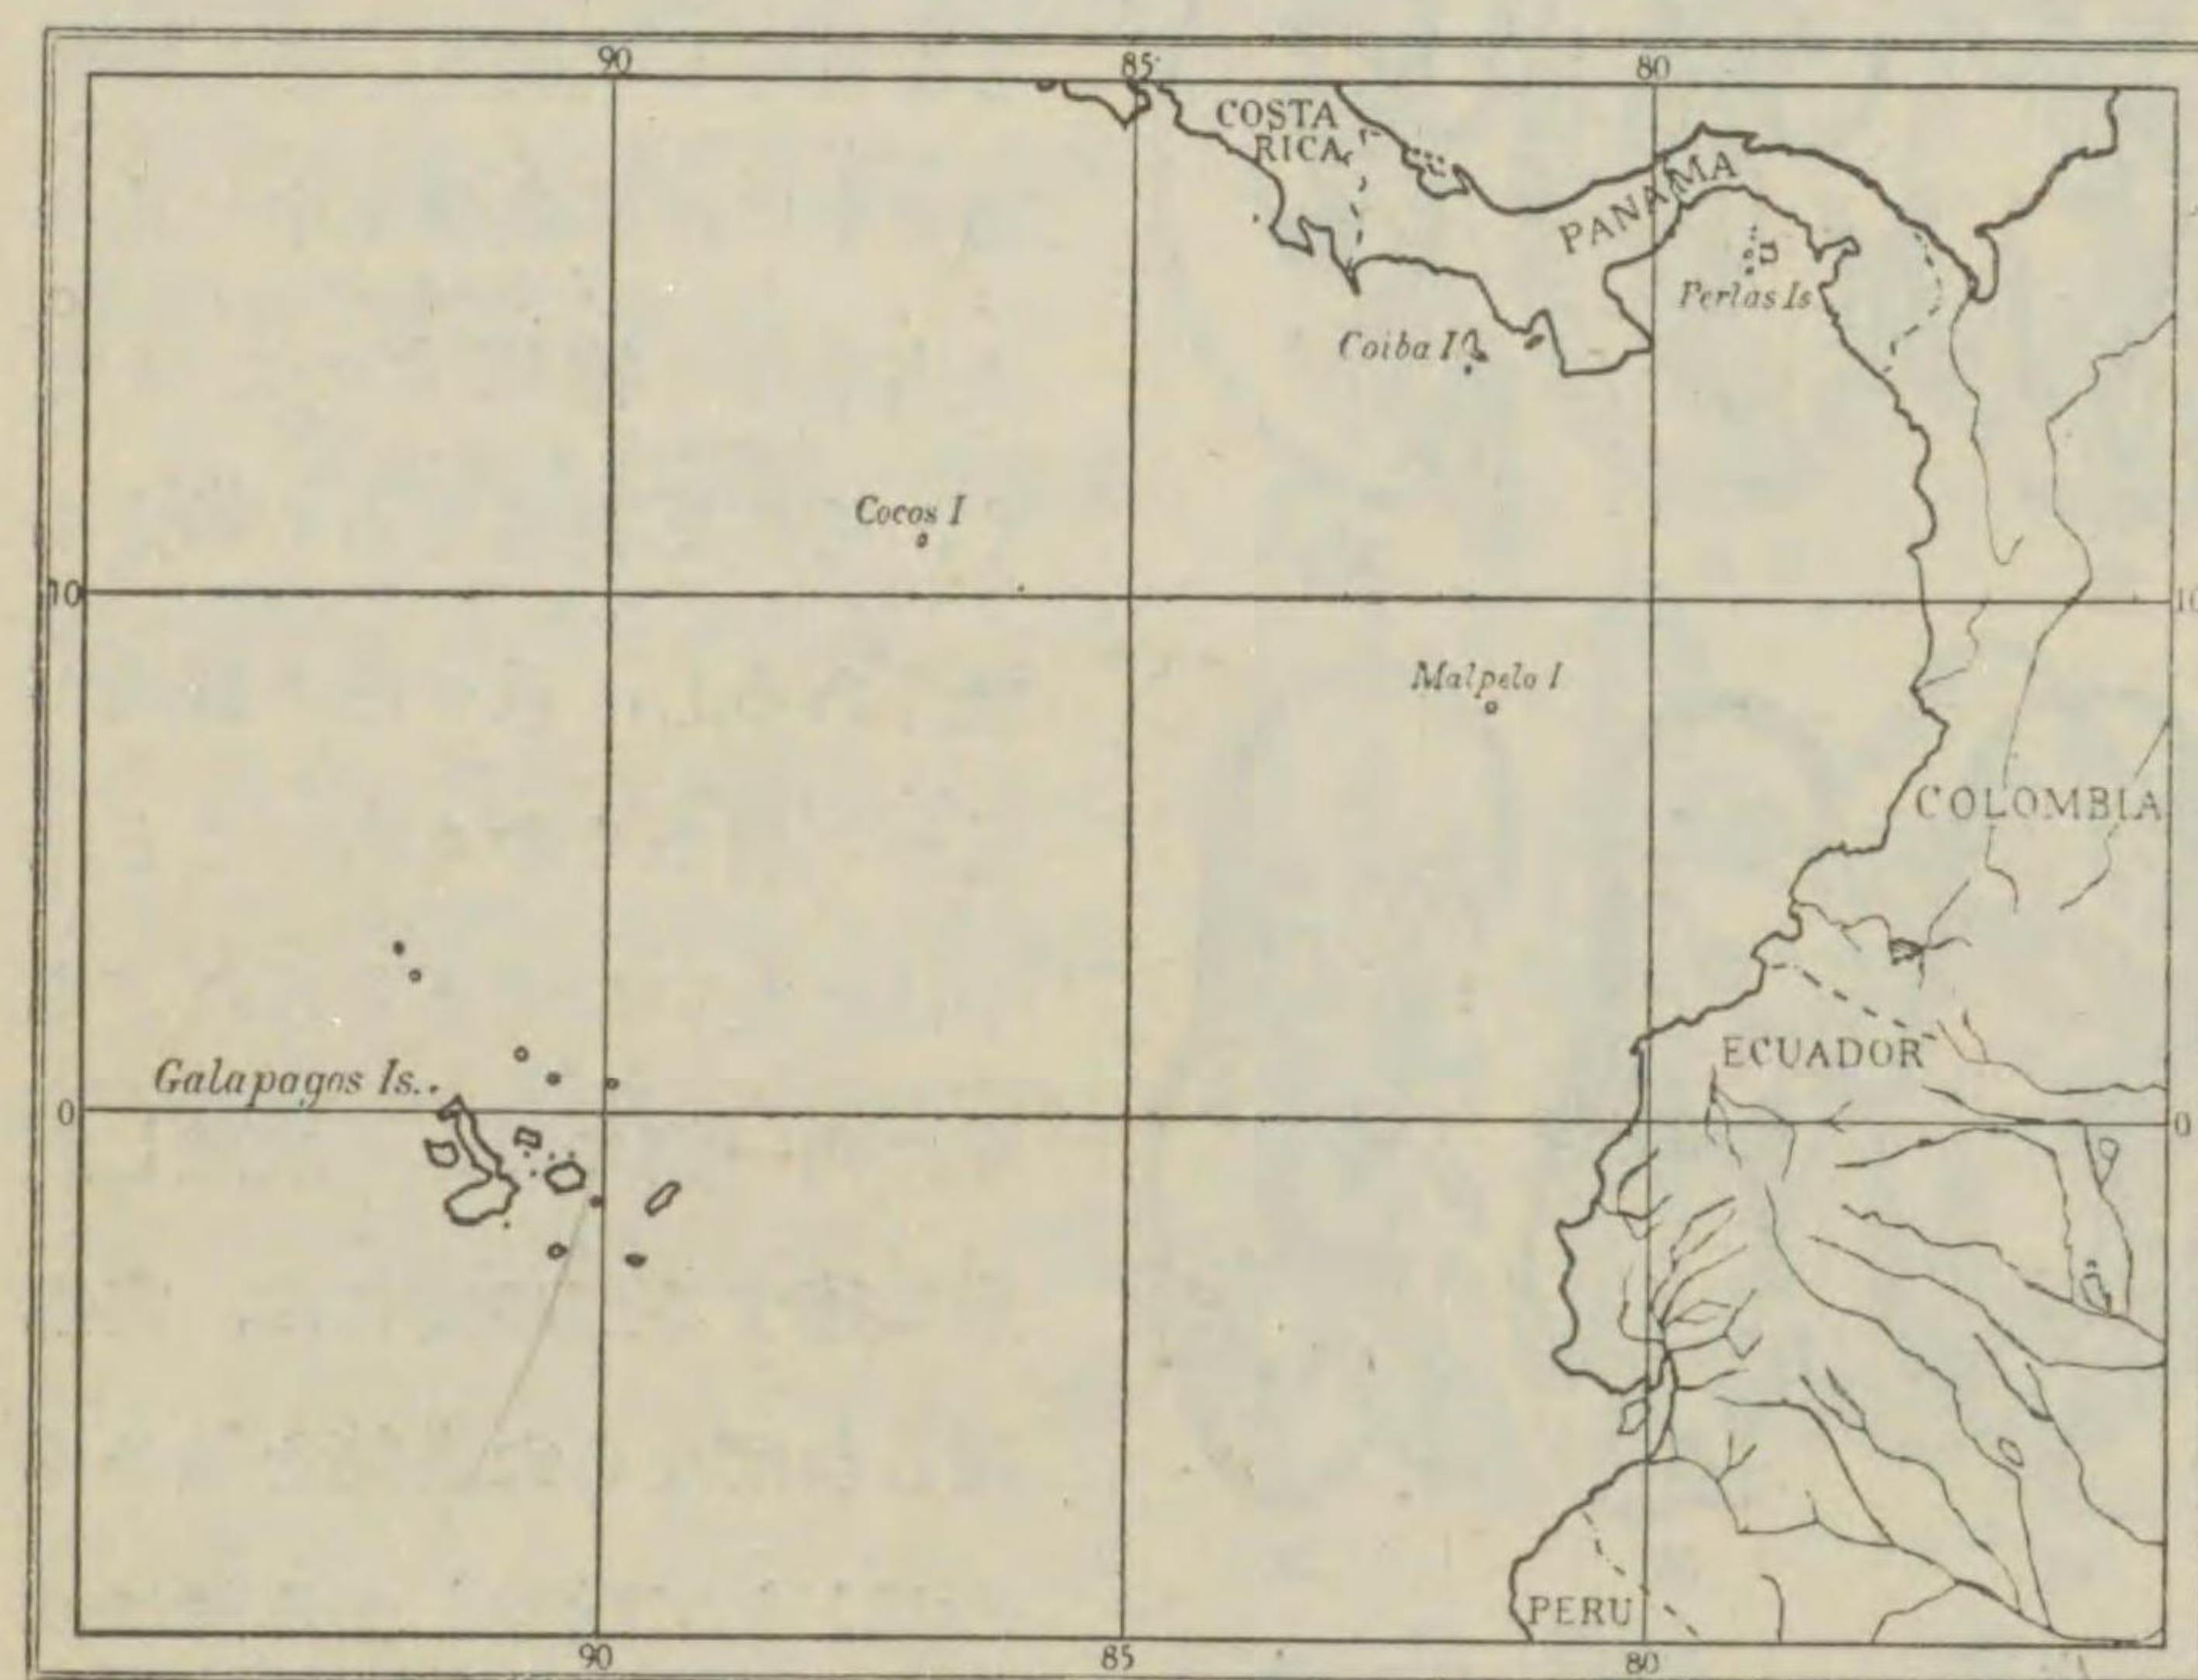 90 85 80
COSTA
RICA
PANAMA
Perlas Is
Coiba I
Cocos I
10 10
Malpelo I
COLOMBIA
ECUADOR
Galapagos Is.
0 0
PERU
90 85 80